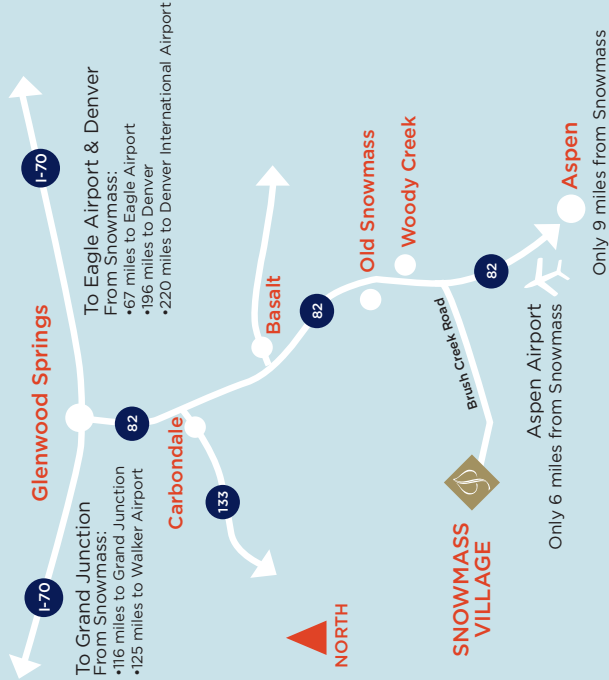 I-70
I-70
Glenwood Springs
To Grand Junction
From Snowmass:
•116 miles to Grand Junction
•125 miles to Walker Airport
To Eagle Airport & Denver
From Snowmass:
•67 miles to Eagle Airport
•196 miles to Denver
•220 miles to Denver International Airport
82
Carbondale
133
Basalt
82
Old Snowmass
Woody Creek
NORTH
Brush Creek Road
82
SNOWMASS
VILLAGE
Aspen Airport
Only 6 miles from Snowmass
Aspen
Only 9 miles from Snowmass